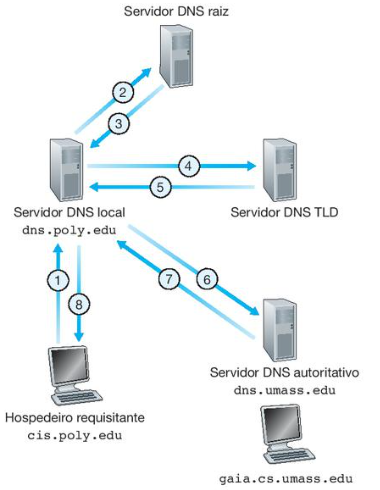 Servidor DNS raiz
2
3
4
5
Servidor DNS local
dns.poly.edu
Servidor DNS TLD
1
8
7
6
Servidor DNS autoritativo
dns.umass.edu
Hospedeiro requisitante
cis.poly.edu
gaia.cs.umass.edu